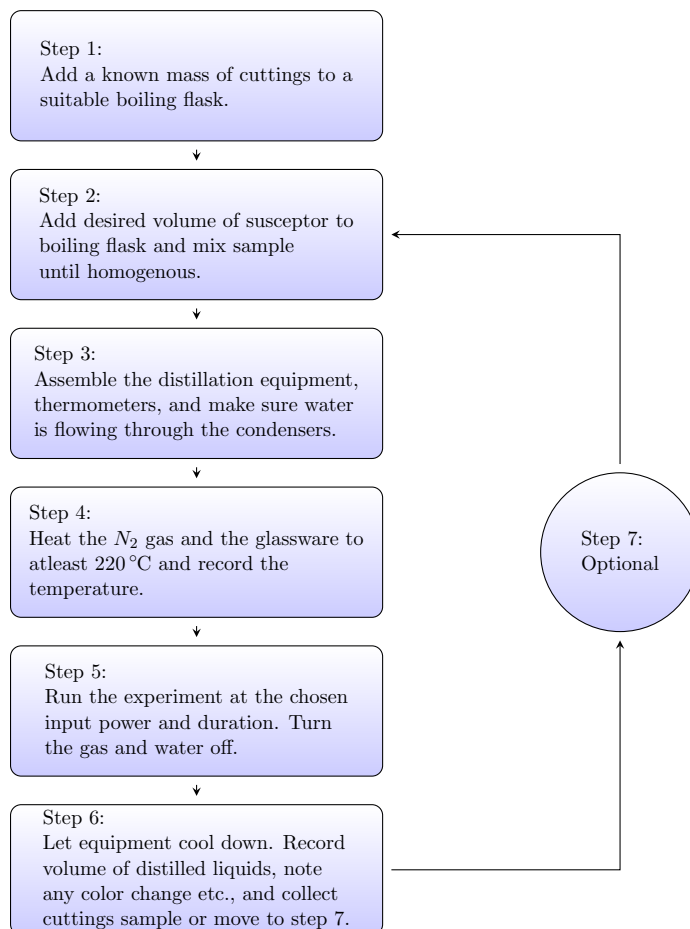 Step 1:
Add a known mass of cuttings to a
suitable boiling flask.
Step 2:
Add desired volume of susceptor to
boiling flask and mix sample
until homogenous.
Step 3:
Assemble the distillation equipment,
thermometers, and make sure water
is flowing through the condensers.
Step 4:
Heat the N₂ gas and the glassware to
atleast 220 °C and record the
temperature.
Step 5:
Run the experiment at the chosen
input power and duration. Turn
the gas and water off.
Step 6:
Let equipment cool down. Record
volume of distilled liquids, note
any color change etc., and collect
cuttings sample or move to step 7.
Step 7:
Optional